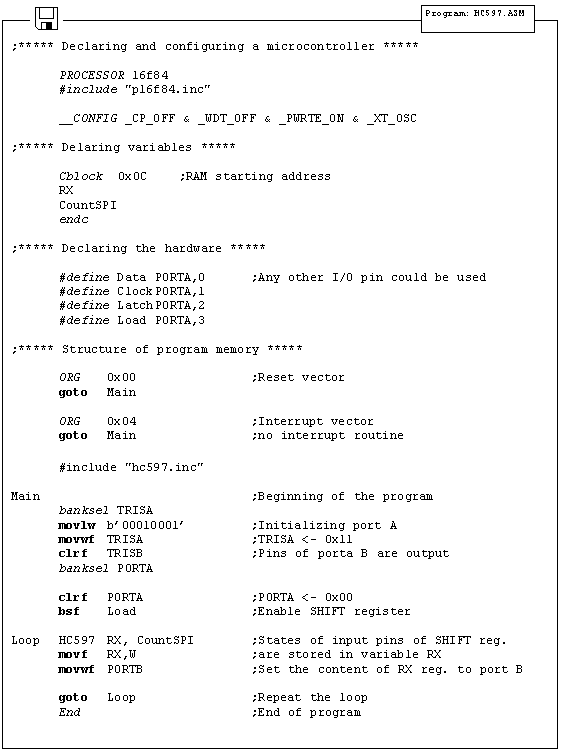 Program: HC597.ASM
;***** Declaring and configuring a microcontroller *****
PROCESSOR 16f84
#include "p16f84.inc"
__CONFIG _CP_OFF & _WDT_OFF & _PWRTE_ON & _XT_OSC
;***** Delaring variables *****
Cblock 0x0C ;RAM starting address
RX
CountSPI
endc
;***** Declaring the hardware *****
#define Data PORTA,0 ;Any other I/O pin could be used
#define Clock PORTA,1
#define Latch PORTA,2
#define Load PORTA,3
;***** Structure of program memory *****
ORG 0x00 ;Reset vector
goto Main
ORG 0x04 ;Interrupt vector
goto Main ;no interrupt routine
#include "hc597.inc"
Main ;Beginning of the program
banksel TRISA
movlw b'00010001' ;Initializing port A
movwf TRISA ;TRISA <- 0x11
clrf TRISB ;Pins of porta B are output
banksel PORTA
clrf PORTA ;PORTA <- 0x00
bsf Load ;Enable SHIFT register
Loop HC597 RX, CountSPI ;States of input pins of SHIFT reg.
movf RX,W ;are stored in variable RX
movwf PORTB ;Set the content of RX reg. to port B
goto Loop ;Repeat the loop
End ;End of program